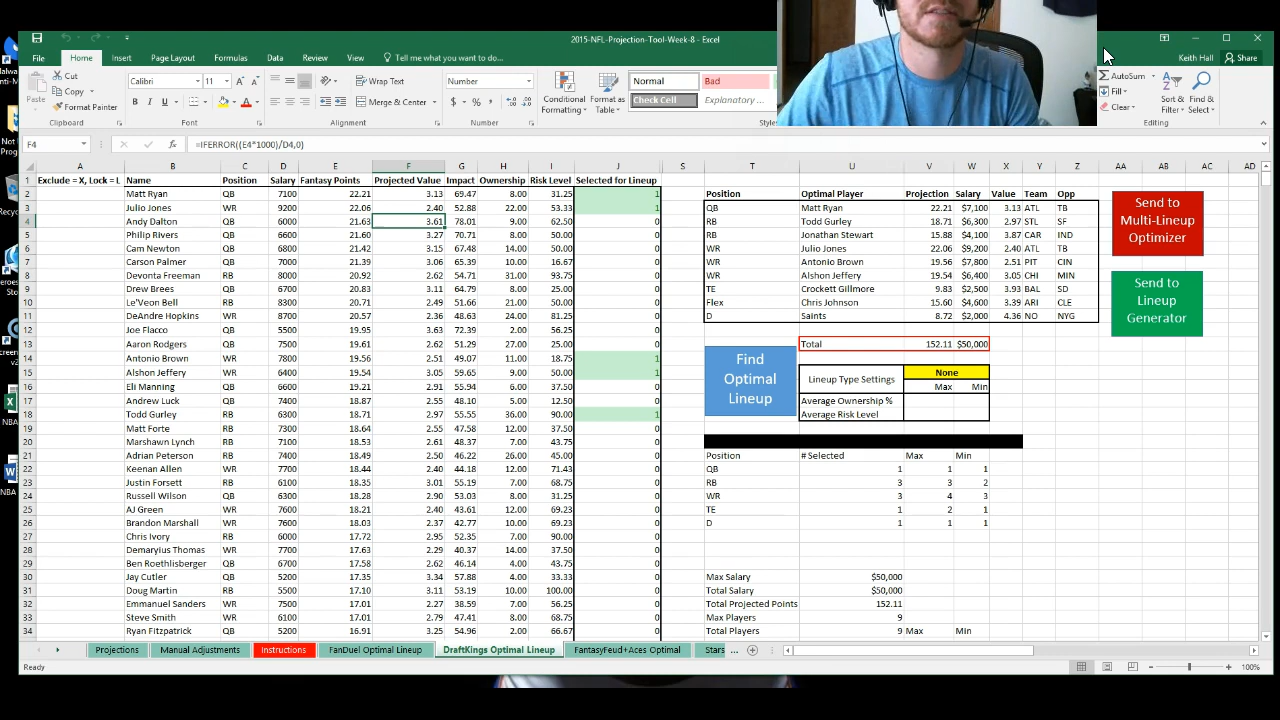 2015-NFL-Projection-Tool-Week-8 - Excel
File Home Insert Page Layout Formulas Data Review View Tell me what you want to do... Keith Hall Share
Cut
Copy
Format Painter
Paste
Calibri 11
Wrap Text
Merge & Center
Number
Conditional Formatting
Format as Table
Normal Bad
Check Cell Explanatory ...
AutoSum
Fill
Clear
Sort & Filter
Find & Select
Clipboard Font Alignment Number Editing
F4 =IFERROR((E4*1000)/D4,0)
A B C D E F G H I J S T U V W X Y Z AA AB AC AD
1 Exclude = X, Lock = L Name Position Salary Fantasy Points Projected Value Impact Ownership Risk Level Selected for Lineup
2 Matt Ryan QB 7100 22.21 3.13 69.47 8.00 31.25 1 Position Optimal Player Projection Salary Value Team Opp
3 Julio Jones WR 9200 22.06 2.40 52.88 22.00 53.33 1 QB Matt Ryan 22.21 $7,100 3.13 ATL TB
4 Andy Dalton QB 6000 21.63 3.61 78.01 9.00 62.50 0 RB Todd Gurley 18.71 $6,300 2.97 STL SF
5 Philip Rivers QB 6600 21.60 3.27 70.71 8.00 50.00 0 RB Jonathan Stewart 15.88 $4,100 3.87 CAR IND
6 Cam Newton QB 6800 21.42 3.15 67.48 14.00 50.00 0 WR Julio Jones 22.06 $9,200 2.40 ATL TB
7 Carson Palmer QB 7000 21.39 3.06 65.39 10.00 16.67 0 WR Antonio Brown 19.56 $7,800 2.51 PIT CIN
8 Devonta Freeman RB 8000 20.92 2.62 54.71 31.00 93.75 0 WR Alshon Jeffery 19.54 $6,400 3.05 CHI MIN
9 Drew Brees QB 6700 20.83 3.11 64.79 8.00 25.00 0 TE Crockett Gillmore 9.83 $2,500 3.93 BAL SD
10 Le'Veon Bell RB 8300 20.71 2.49 51.66 21.00 50.00 0 Flex Chris Johnson 15.60 $4,600 3.39 ARI CLE
11 DeAndre Hopkins WR 8700 20.57 2.36 48.63 24.00 81.25 0 D Saints 8.72 $2,000 4.36 NO NYG
12 Joe Flacco QB 5500 19.95 3.63 72.39 2.00 56.25 0
13 Aaron Rodgers QB 7500 19.61 2.62 51.29 27.00 25.00 0 Total 152.11 $50,000
14 Antonio Brown WR 7800 19.56 2.51 49.07 11.00 18.75 1
15 Alshon Jeffery WR 6400 19.54 3.05 59.65 9.00 50.00 1 Lineup Type Settings None
16 Eli Manning QB 6600 19.21 2.91 55.94 6.00 37.50 0 Max Min
17 Andrew Luck QB 7400 18.87 2.55 48.10 5.00 12.50 0 Average Ownership %
18 Todd Gurley RB 6300 18.71 2.97 55.55 36.00 90.00 1 Average Risk Level
19 Matt Forte RB 7300 18.64 2.55 47.58 12.00 37.50 0
20 Marshawn Lynch RB 7100 18.53 2.61 48.37 7.00 43.75 0
21 Adrian Peterson RB 7400 18.49 2.50 46.22 26.00 45.00 0 Position # Selected Max Min
22 Keenan Allen WR 7700 18.44 2.40 44.18 12.00 71.43 0 QB 1 1 1
23 Justin Forsett RB 6100 18.35 3.01 55.19 7.00 68.75 0 RB 3 3 2
24 Russell Wilson QB 6300 18.28 2.90 53.03 8.00 31.25 0 WR 3 4 3
25 AJ Green WR 7600 18.21 2.40 43.61 12.00 69.23 0 TE 1 2 1
26 Brandon Marshall WR 7600 18.03 2.37 42.77 10.00 69.23 0 D 1 1 1
27 Chris Ivory RB 6000 17.72 2.95 52.35 7.00 90.00 0
28 Demaryius Thomas WR 7700 17.63 2.29 40.37 14.00 37.50 0
29 Ben Roethlisberger QB 6700 17.58 2.62 46.14 4.00 43.75 0
30 Jay Cutler QB 5200 17.35 3.34 57.88 4.00 33.33 0 Max Salary $50,000
31 Doug Martin RB 5500 17.10 3.11 53.19 10.00 100.00 0 Total Salary $50,000
32 Emmanuel Sanders WR 7500 17.01 2.27 38.59 7.00 56.25 0 Total Projected Points 152.11
33 Steve Smith WR 6100 17.01 2.79 47.41 8.00 68.75 0 Max Players 9
34 Ryan Fitzpatrick QB 5200 16.91 3.25 54.96 2.00 66.67 0 Total Players 9 Max Min
Send to Multi-Lineup Optimizer
Send to Lineup Generator
Find Optimal Lineup
Projections Manual Adjustments Instructions FanDuel Optimal Lineup DraftKings Optimal Lineup FantasyFeud+Aces Optimal Stars ...
Ready 100%